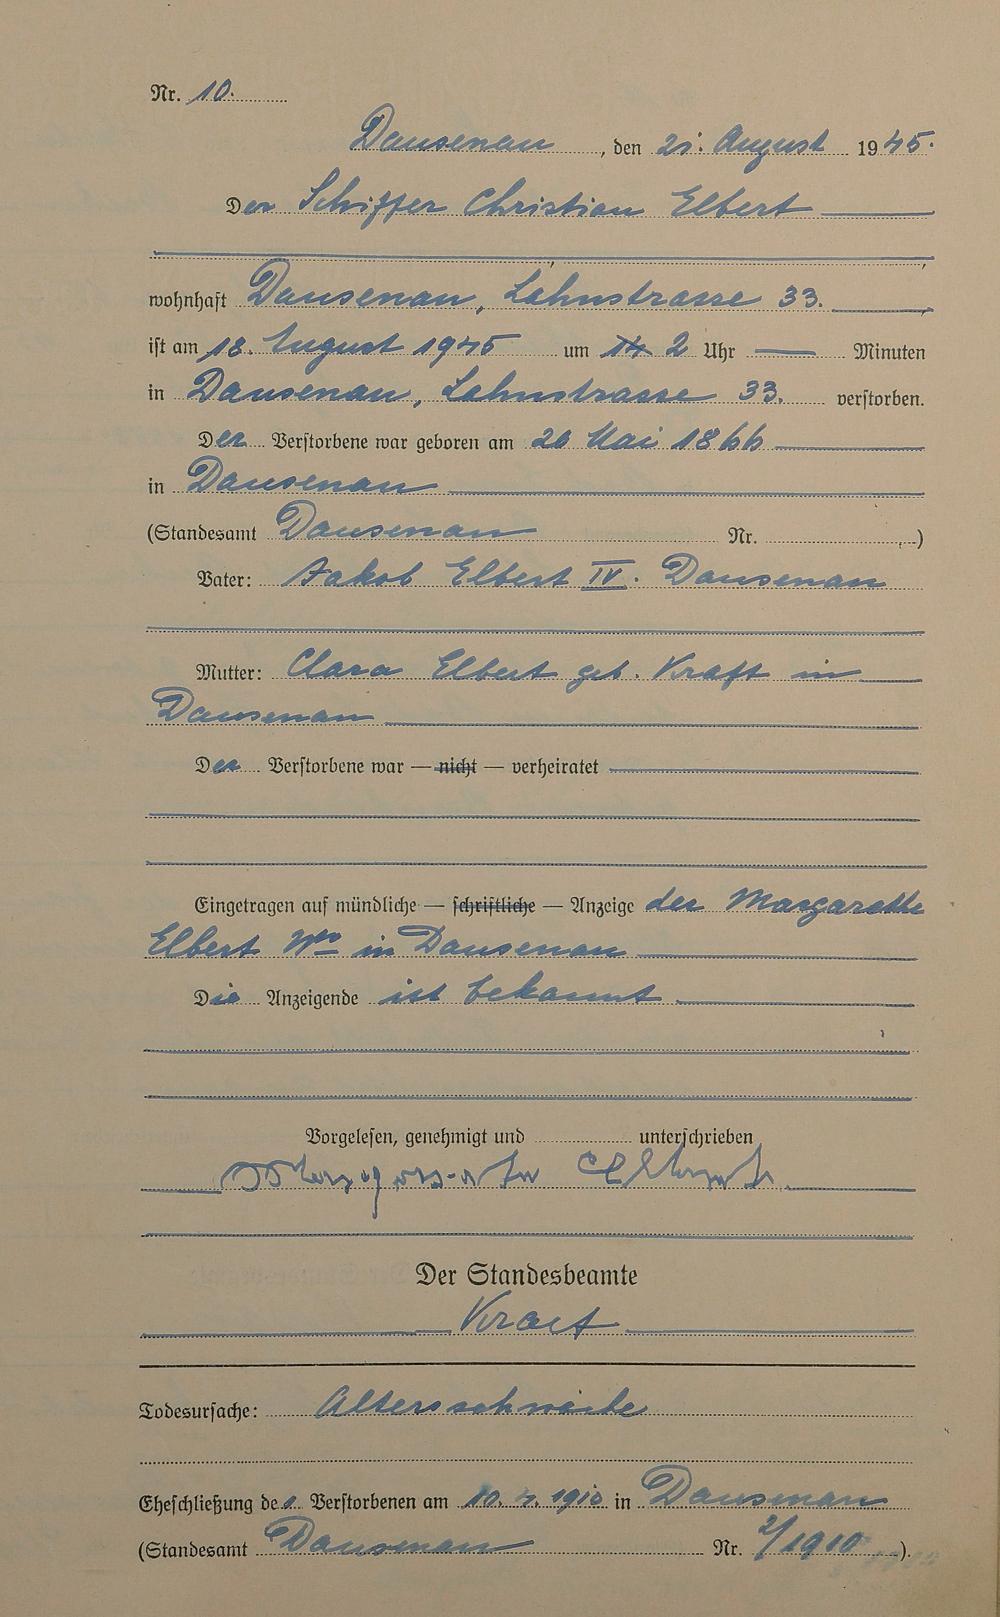 Nr. 10.
Dausenau, den 21. August 1945.
Der Schiffer Christian Elbert
wohnhaft Dausenau, Lahnstrasse 33.
ist am 18. August 1945 um 14 2 Uhr — Minuten
in Dausenau, Lahnstrasse 33. verstorben.
Der Verstorbene war geboren am 20 Mai 1866
in Dausenau
(Standesamt Dausenau Nr. )
Vater: Jakob Elbert IV. Dausenau
Mutter: Clara Elbert geb. Kraft in
Dausenau
Der Verstorbene war — nicht — verheiratet
Eingetragen auf mündliche — schriftliche — Anzeige der Margarethe
Elbert Ww in Dausenau
Die Anzeigende ist bekannt
Vorgelesen, genehmigt und unterschrieben
Margarete Elbert
Der Standesbeamte
Kraft
Todesursache: Altersschwäche
Eheschließung des Verstorbenen am 10. 4. 1910 in Dausenau
(Standesamt Dausenau Nr. 2/1910).